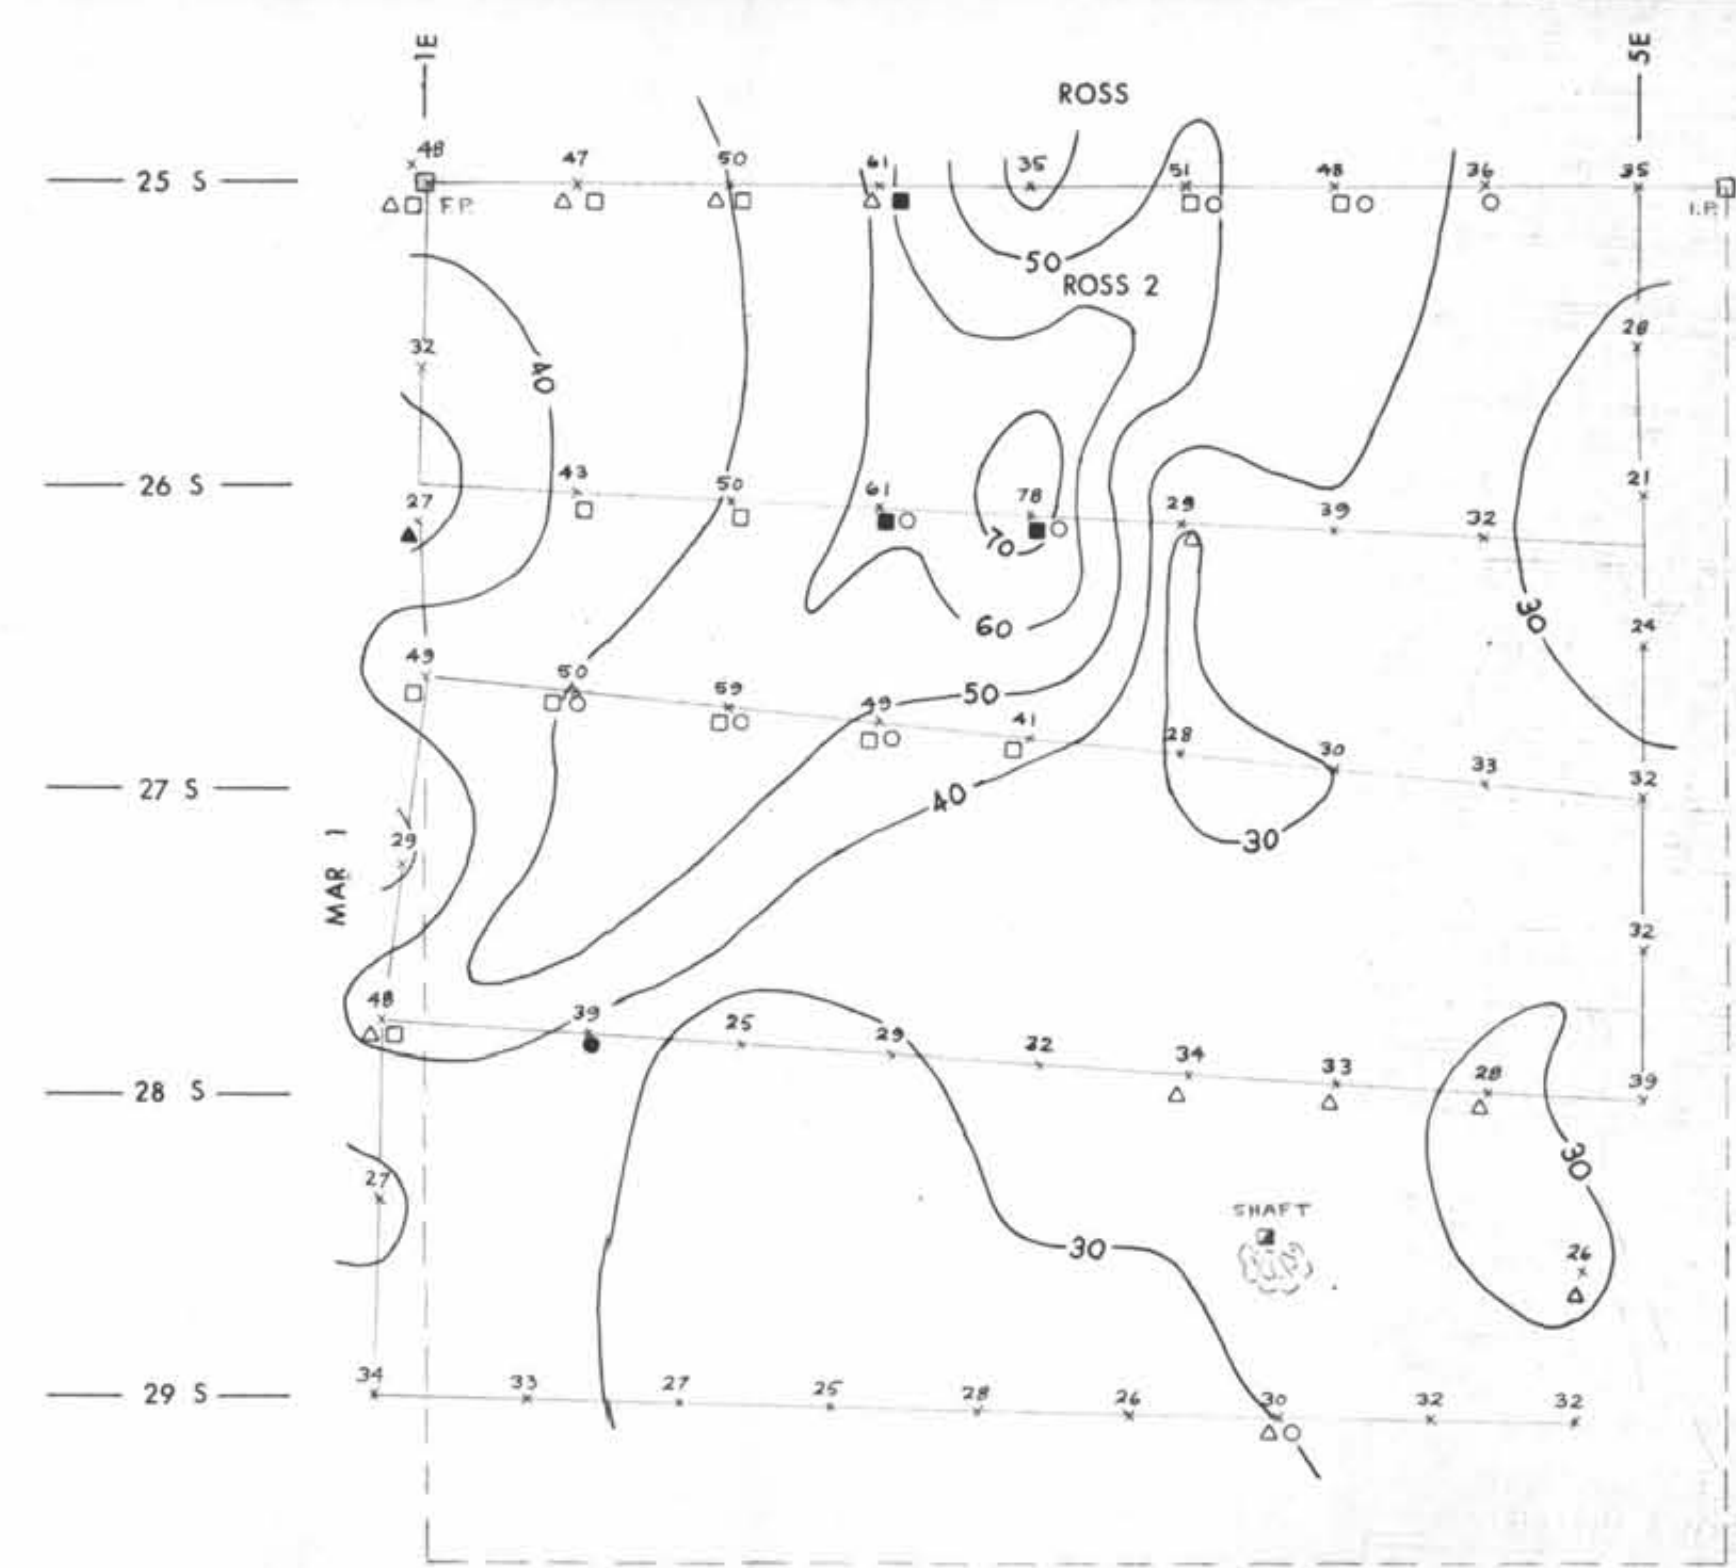 1E
5E
ROSS
48 47 50 61 35 51 48 36 35
25 S
F.P.
I.P.
50
ROSS 2
28
32
40
43 50 61 78 29 39 32 21
26 S
27
70
30
24
60
49 50 59 49 41 28 30 33 32
50
27 S
40
30
29
MAR 1
32
48 39 25 29 32 34 33 28 39
28 S
30
27
SHAFT
30
26
34 33 27 25 28 26 30 32 32
29 S